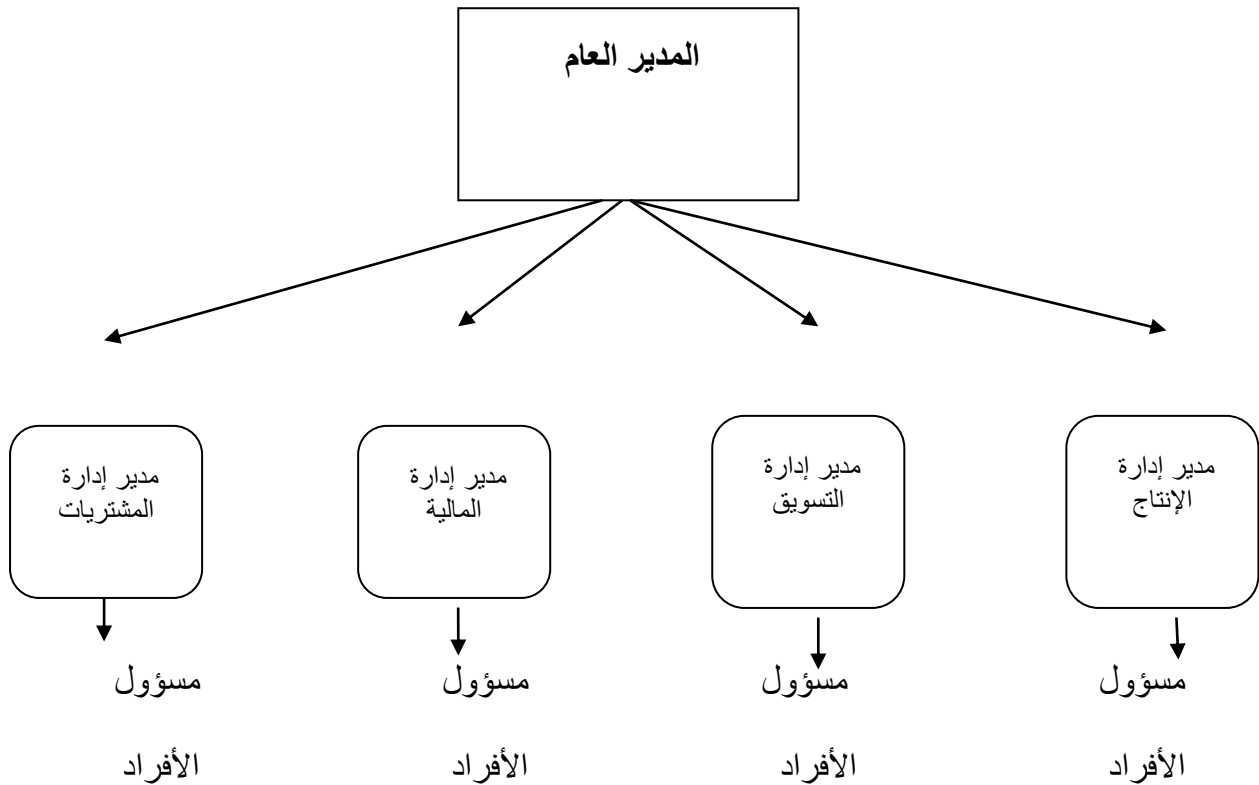 المدير العام
مدير إدارة
الإنتاج
مدير إدارة
التسويق
مدير إدارة
المالية
مدير إدارة
المشتريات
مسؤول
مسؤول
مسؤول
مسؤول
الأفراد
الأفراد
الأفراد
الأفراد